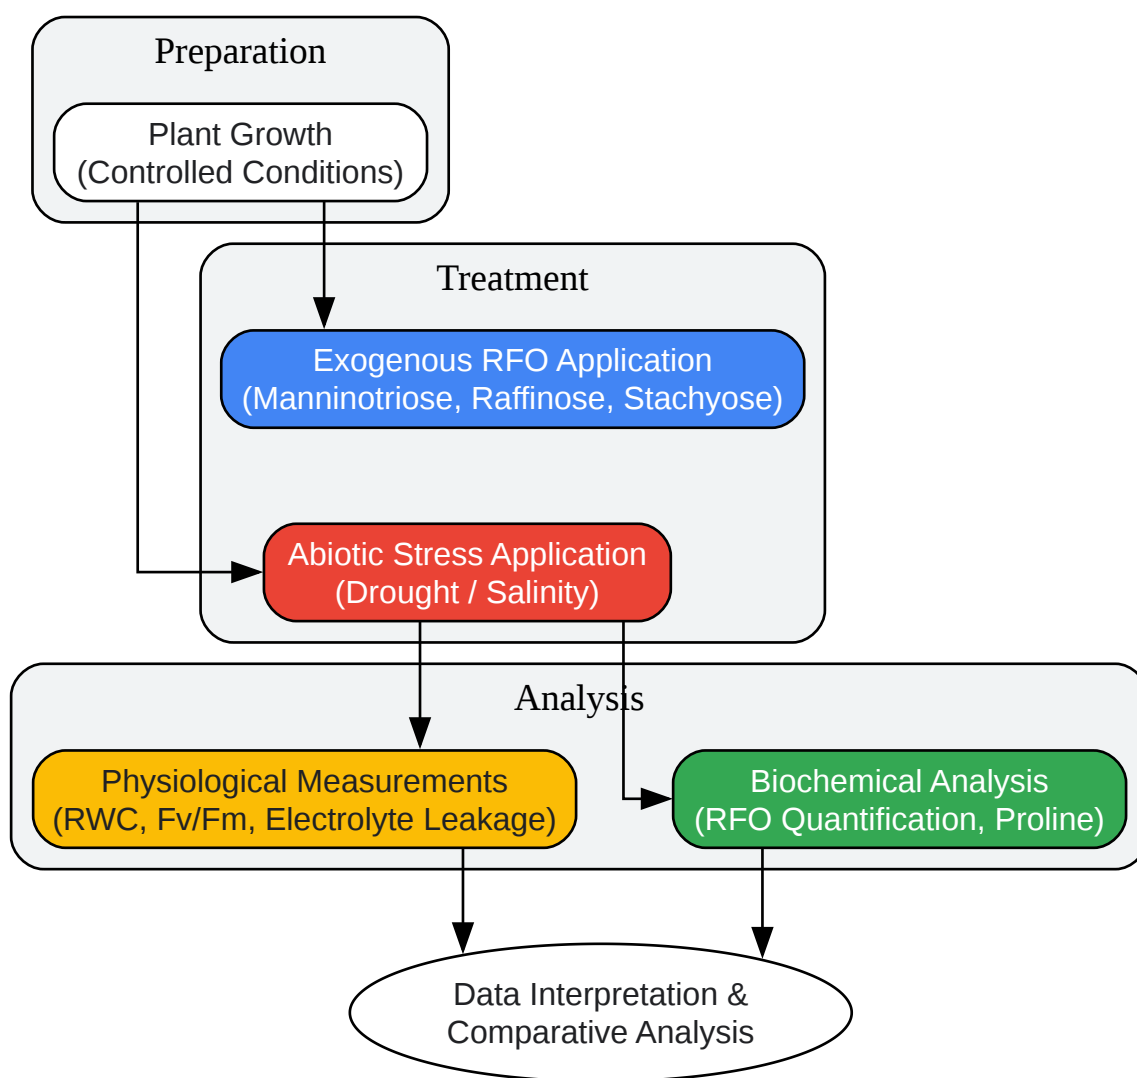 Preparation
Plant Growth
(Controlled Conditions)
Treatment
Exogenous RFO Application
(Manninotriose, Raffinose, Stachyose)
Abiotic Stress Application
(Drought / Salinity)
Analysis
Physiological Measurements
(RWC, Fv/Fm, Electrolyte Leakage)
Biochemical Analysis
(RFO Quantification, Proline)
Data Interpretation &
Comparative Analysis